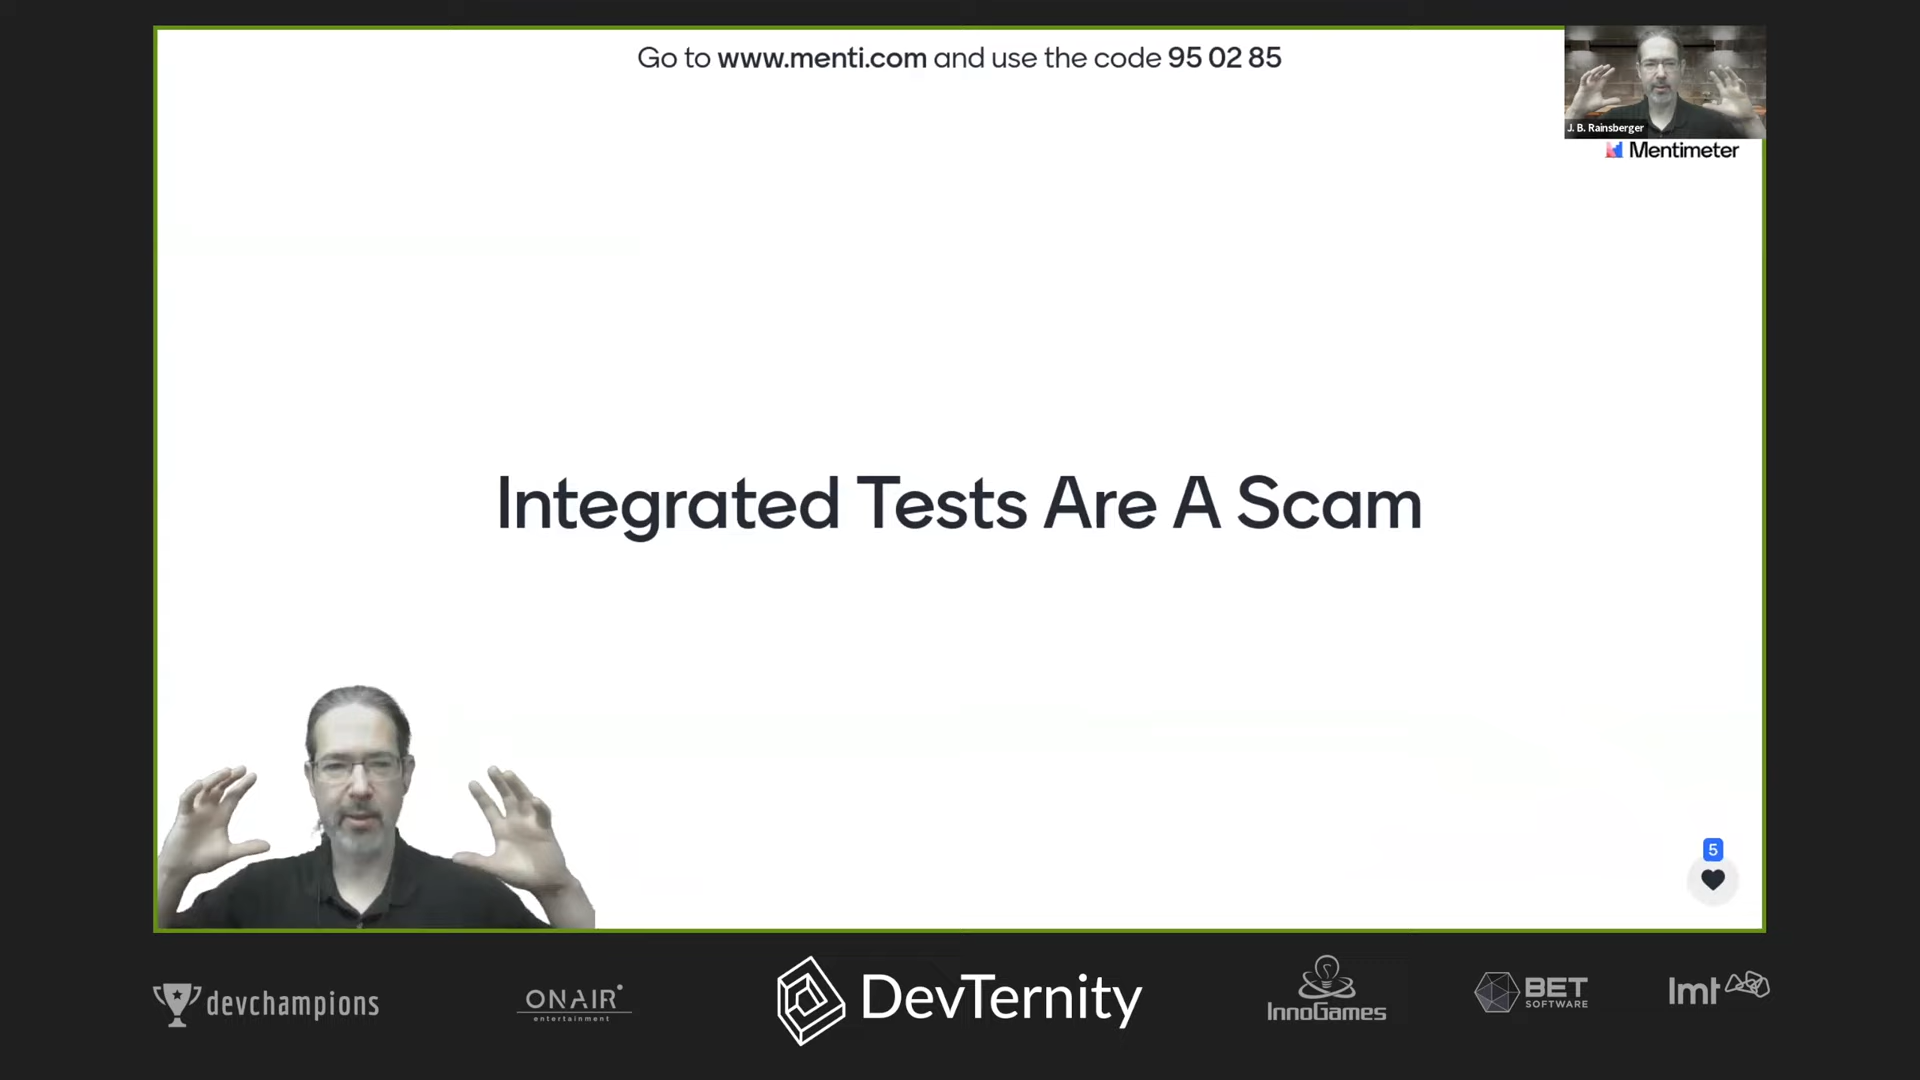 Go to www.menti.com and use the code 95 02 85
J. B. Rainsberger
Mentimeter
Integrated Tests Are A Scam
5
devchampions
ONAIR
entertainment
DevTernity
InnoGames
BET
SOFTWARE
lmt